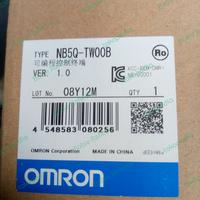 TYPE NB5Q-TW00B
可编程控制终端
VER. 1.0
LOT No. 08Y12M QTY 1
4 548583 080256
OMRON Corporation MADE IN CHINA
OMRON